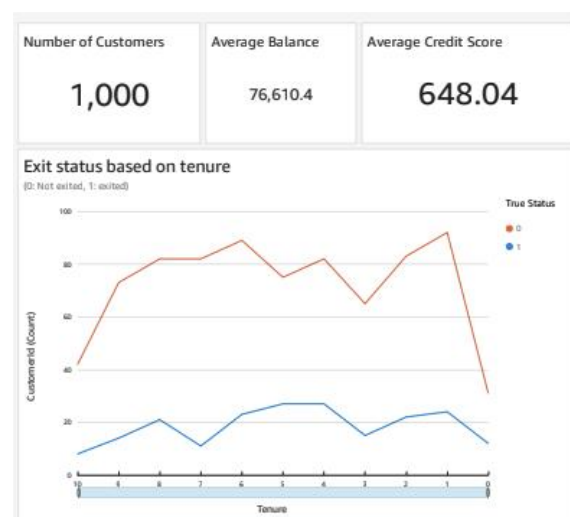 Number of Customers
1,000
Average Balance
76,610.4
Average Credit Score
648.04
Exit status based on tenure
(0: Not exited, 1: exited)
True Status
0
1
CustomerId (Count)
100
80
60
40
20
0
10 9 8 7 6 5 4 3 2 1 0
Tenure